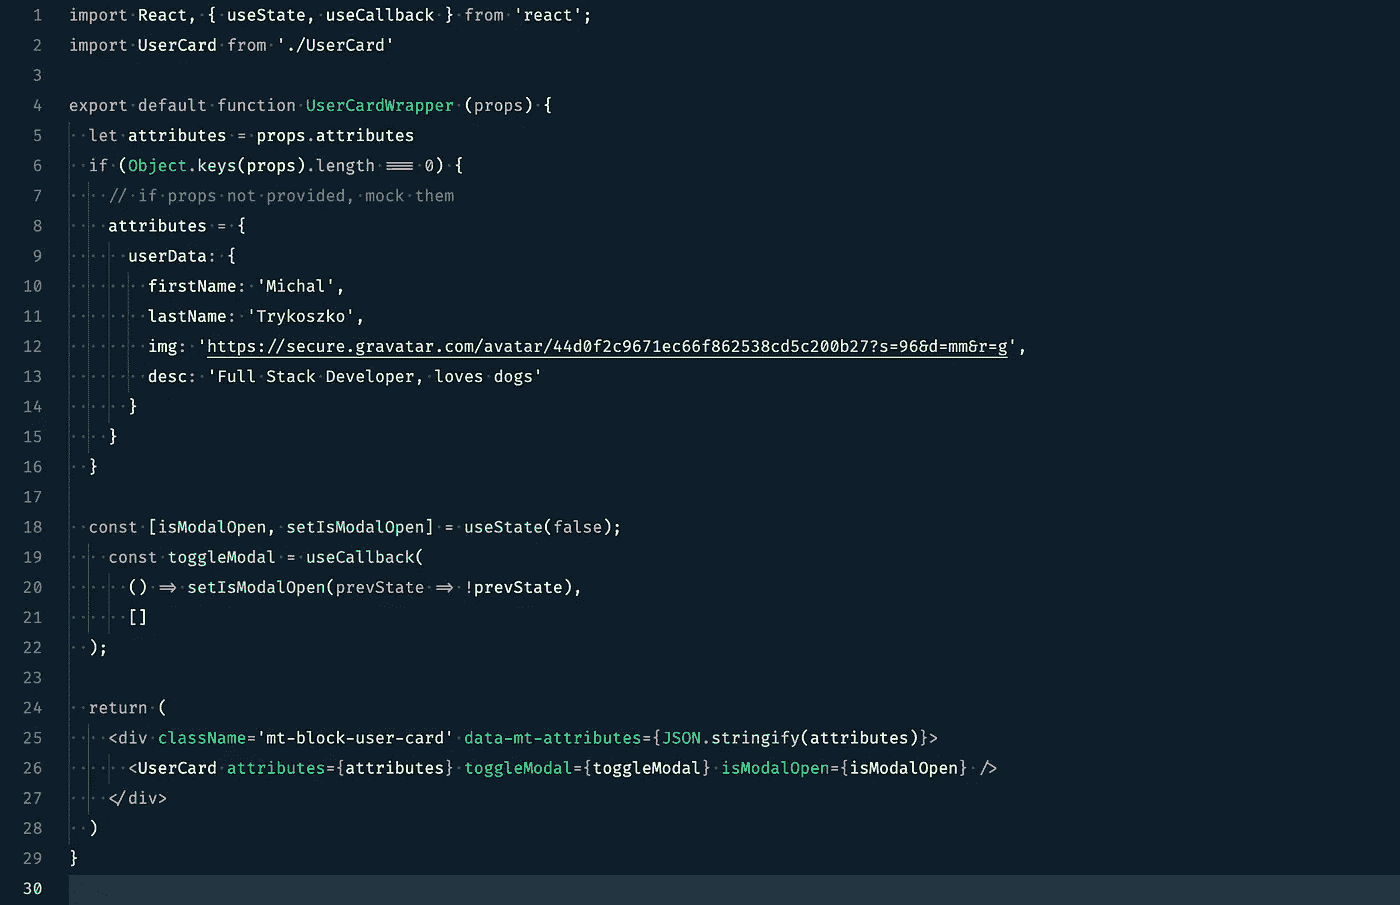 1 import React, { useState, useCallback } from 'react';
2 import UserCard from './UserCard'
3
4 export default function UserCardWrapper (props) {
5   let attributes = props.attributes
6   if (Object.keys(props).length === 0) {
7     // if props not provided, mock them
8     attributes = {
9       userData: {
10         firstName: 'Michal',
11         lastName: 'Trykoszko',
12         img: 'https://secure.gravatar.com/avatar/44d0f2c9671ec66f862538cd5c200b27?s=96&d=mm&r=g',
13         desc: 'Full Stack Developer, loves dogs'
14       }
15     }
16   }
17
18   const [isModalOpen, setIsModalOpen] = useState(false);
19     const toggleModal = useCallback(
20       () => setIsModalOpen(prevState => !prevState),
21       []
22   );
23
24   return (
25     <div className='mt-block-user-card' data-mt-attributes={JSON.stringify(attributes)}>
26       <UserCard attributes={attributes} toggleModal={toggleModal} isModalOpen={isModalOpen} />
27     </div>
28   )
29 }
30